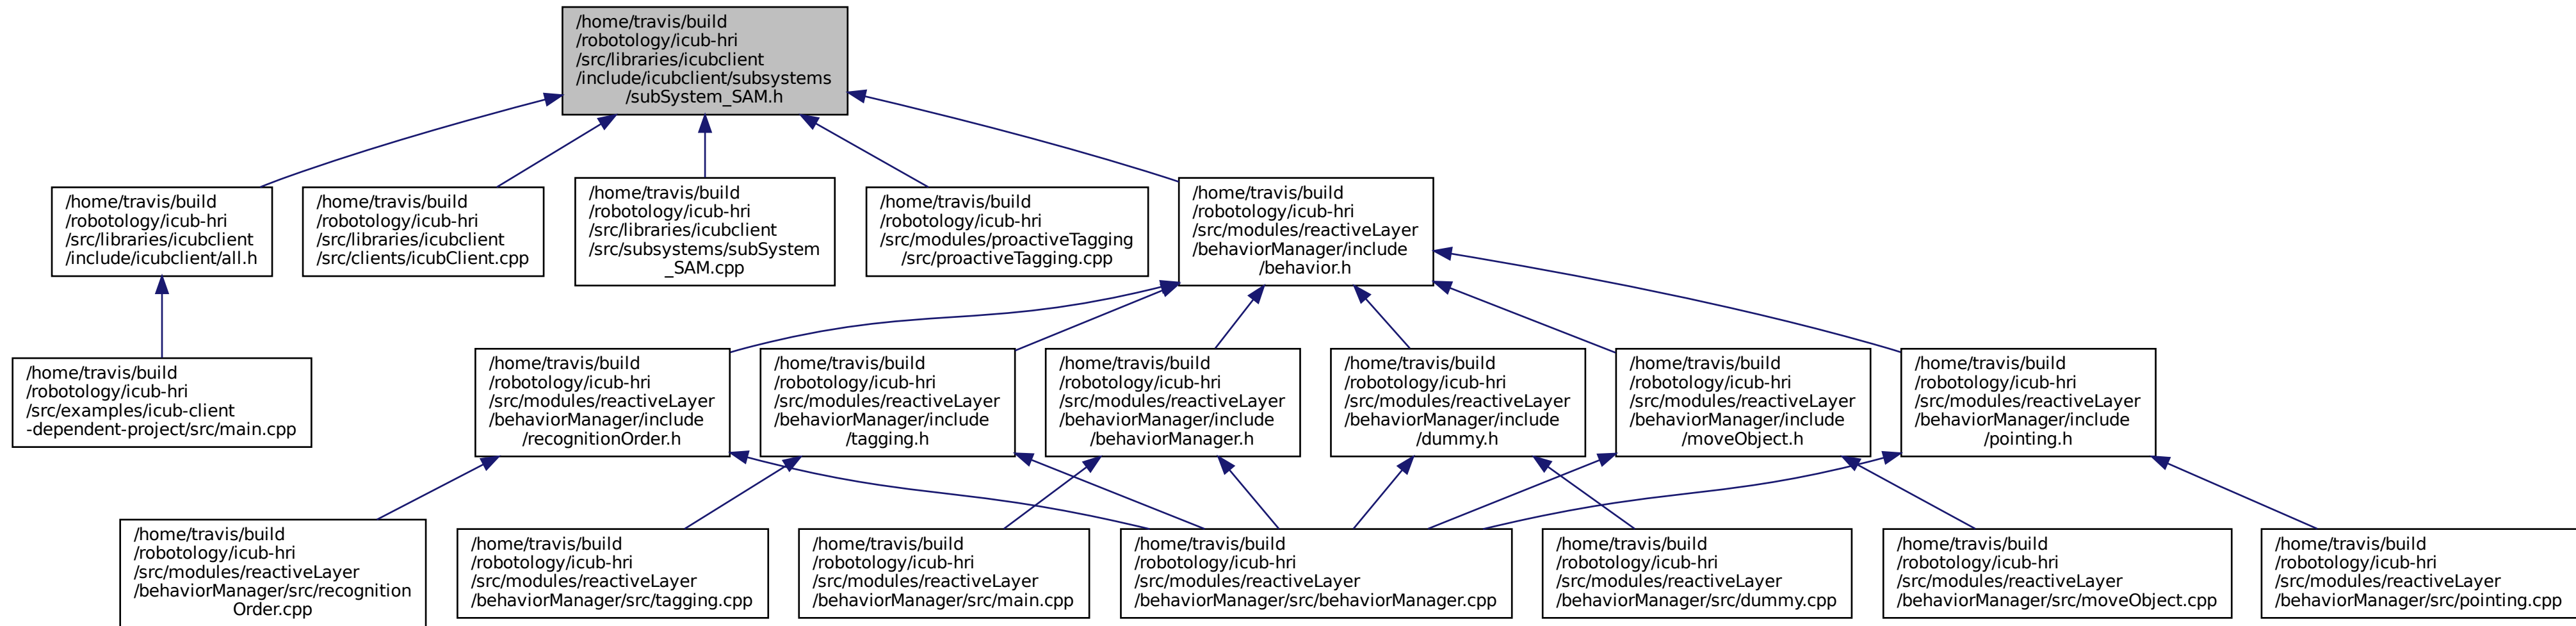 /home/travis/build
/robotology/icub-hri
/src/libraries/icubclient
/include/icubclient/subsystems
/subSystem_SAM.h
/home/travis/build
/robotology/icub-hri
/src/libraries/icubclient
/include/icubclient/all.h
/home/travis/build
/robotology/icub-hri
/src/libraries/icubclient
/src/clients/icubClient.cpp
/home/travis/build
/robotology/icub-hri
/src/libraries/icubclient
/src/subsystems/subSystem
_SAM.cpp
/home/travis/build
/robotology/icub-hri
/src/modules/proactiveTagging
/src/proactiveTagging.cpp
/home/travis/build
/robotology/icub-hri
/src/modules/reactiveLayer
/behaviorManager/include
/behavior.h
/home/travis/build
/robotology/icub-hri
/src/examples/icub-client
-dependent-project/src/main.cpp
/home/travis/build
/robotology/icub-hri
/src/modules/reactiveLayer
/behaviorManager/include
/recognitionOrder.h
/home/travis/build
/robotology/icub-hri
/src/modules/reactiveLayer
/behaviorManager/include
/tagging.h
/home/travis/build
/robotology/icub-hri
/src/modules/reactiveLayer
/behaviorManager/include
/behaviorManager.h
/home/travis/build
/robotology/icub-hri
/src/modules/reactiveLayer
/behaviorManager/include
/dummy.h
/home/travis/build
/robotology/icub-hri
/src/modules/reactiveLayer
/behaviorManager/include
/moveObject.h
/home/travis/build
/robotology/icub-hri
/src/modules/reactiveLayer
/behaviorManager/include
/pointing.h
/home/travis/build
/robotology/icub-hri
/src/modules/reactiveLayer
/behaviorManager/src/recognition
Order.cpp
/home/travis/build
/robotology/icub-hri
/src/modules/reactiveLayer
/behaviorManager/src/tagging.cpp
/home/travis/build
/robotology/icub-hri
/src/modules/reactiveLayer
/behaviorManager/src/main.cpp
/home/travis/build
/robotology/icub-hri
/src/modules/reactiveLayer
/behaviorManager/src/behaviorManager.cpp
/home/travis/build
/robotology/icub-hri
/src/modules/reactiveLayer
/behaviorManager/src/dummy.cpp
/home/travis/build
/robotology/icub-hri
/src/modules/reactiveLayer
/behaviorManager/src/moveObject.cpp
/home/travis/build
/robotology/icub-hri
/src/modules/reactiveLayer
/behaviorManager/src/pointing.cpp